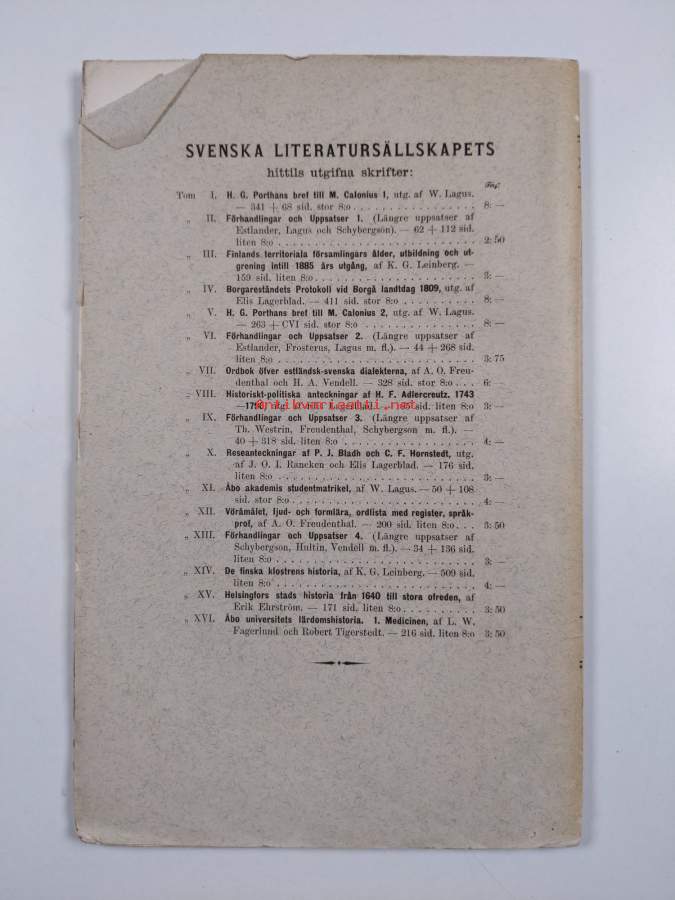 SVENSKA LITERATURSÄLLSKAPETS
hittils utgifna skrifter:
Tom I. H. G. Porthans bref till M. Calonius 1, utg. af W. Lagus.
— 341 + 68 sid. stor 8:o . . . . . . . . . . . . . 8: —
„ II. Förhandlingar och Uppsatser 1. (Längre uppsatser af
Estlander, Lagus och Schybergson). — 62 + 112 sid.
liten 8:o . . . . . . . . . . . . . . . . . . . . . . . 2: 50
„ III. Finlands territoriala församlingars ålder, utbildning och ut-
grening intill 1885 års utgång, af K. G. Leinberg. —
159 sid. liten 8:o . . . . . . . . . . . . . . . . . . 3: —
„ IV. Borgareståndets Protokoll vid Borgå landtdag 1809, utg. af
Elis Lagerblad. — 411 sid. stor 8:o . . . . . . . . . 8: —
„ V. H. G. Porthans bref till M. Calonius 2, utg. af W. Lagus.
— 263 + CVI sid. stor 8:o . . . . . . . . . . . . 8: —
„ VI. Förhandlingar och Uppsatser 2. (Längre uppsatser af
Estlander, Frosterus, Lagus m. fl.). — 44 + 268 sid.
liten 8:o . . . . . . . . . . . . . . . . . . . . . . . 3: 75
„ VII. Ordbok öfver estländsk-svenska dialekterna, af A. O. Freu-
denthal och H. A. Vendell. — 328 sid. stor 8:o . . . 6: —
„ VIII. Historiskt-politiska anteckningar af H. F. Adlercreutz. 1743
sid. liten 8:o 3: —
antikvariaatti.net
„ IX. Förhandlingar och Uppsatser 3. (Längre uppsatser af
Th. Westrin, Freudenthal, Schybergson m. fl.). —
40 + 318 sid. liten 8:o . . . . . . . . . . . . . . . 4: —
„ X. Reseanteckningar af P. J. Bladh och C. F. Hornstedt, utg.
af J. O. I. Rancken och Elis Lagerblad. — 176 sid.
liten 8:o . . . . . . . . . . . . . . . . . . . . . . . 3: —
„ XI. Åbo akademis studentmatrikel, af W. Lagus. — 50 + 108
sid. stor 8:o . . . . . . . . . . . . . . . . . . . . . 4: —
„ XII. Vöråmålet, ljud- och formlära, ordlista med register, språk-
prof, af A. O. Freudenthal. — 200 sid. liten 8:o . . . 3: 50
„ XIII. Förhandlingar och Uppsatser 4. (Längre uppsatser af
Schybergson, Hultin, Vendell m. fl.). — 34 + 136 sid.
liten 8:o . . . . . . . . . . . . . . . . . . . . . . . 3: —
„ XIV. De finska klostrens historia, af K. G. Leinberg. — 509 sid.
liten 8:o . . . . . . . . . . . . . . . . . . . . . . . 4: —
„ XV. Helsingfors stads historia från 1640 till stora ofreden, af
Erik Ehrström. — 171 sid. liten 8:o . . . . . . . . . 3: 50
„ XVI. Åbo universitets lärdomshistoria. 1. Medicinen, af L. W.
Fagerlund och Robert Tigerstedt. — 216 sid. liten 8:o 3: 50